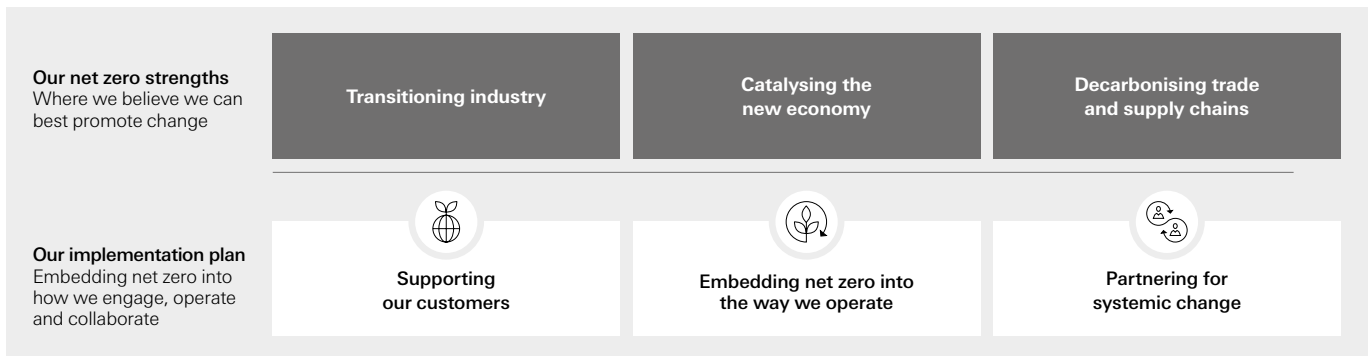 Our net zero strengths
Where we believe we can
best promote change
Transitioning industry
Catalysing the
new economy
Decarbonising trade
and supply chains
Our implementation plan
Embedding net zero into
how we engage, operate
and collaborate
Supporting
our customers
Embedding net zero into
the way we operate
Partnering for
systemic change